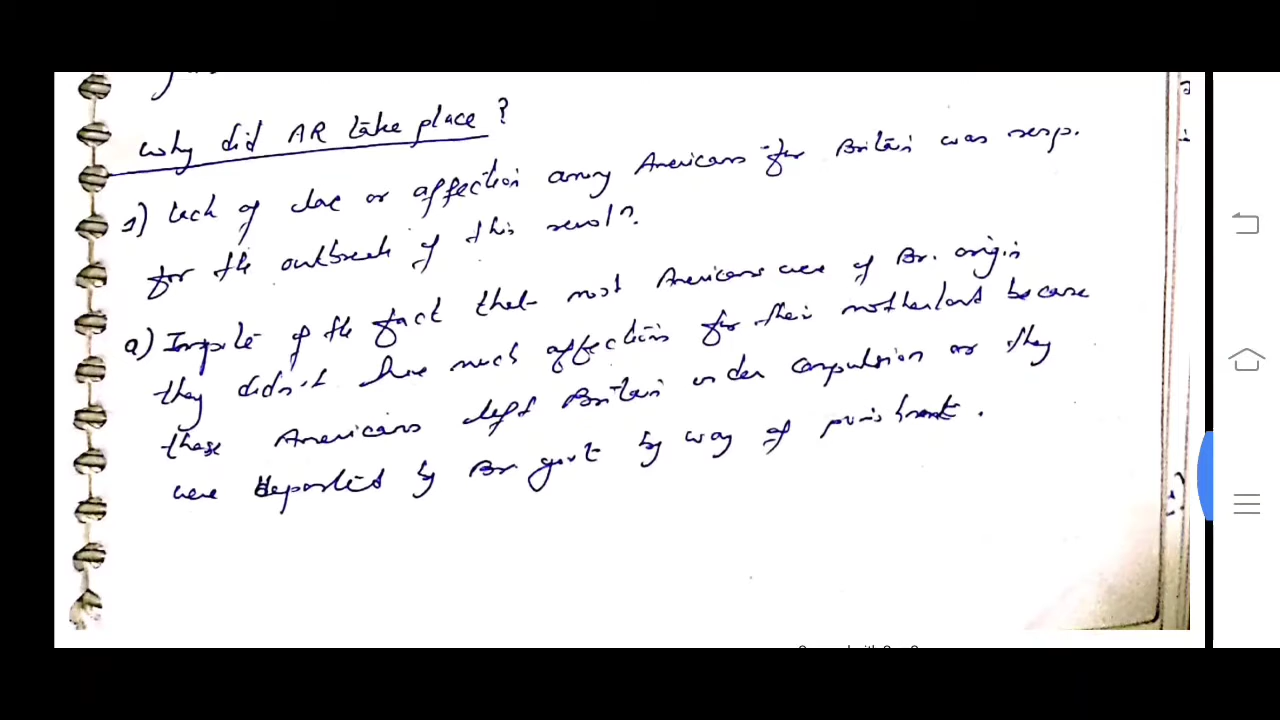 why did AR take place?
1) lack of love or affection among Americans for Britain was resp.
for the outbreak of this revolt.
a) Inspite of the fact that most Americans were of Br. origin
they didn't have much affection for their motherland because
these Americans left Britain under compulsion or they
were deported by Br govt by way of punishment.